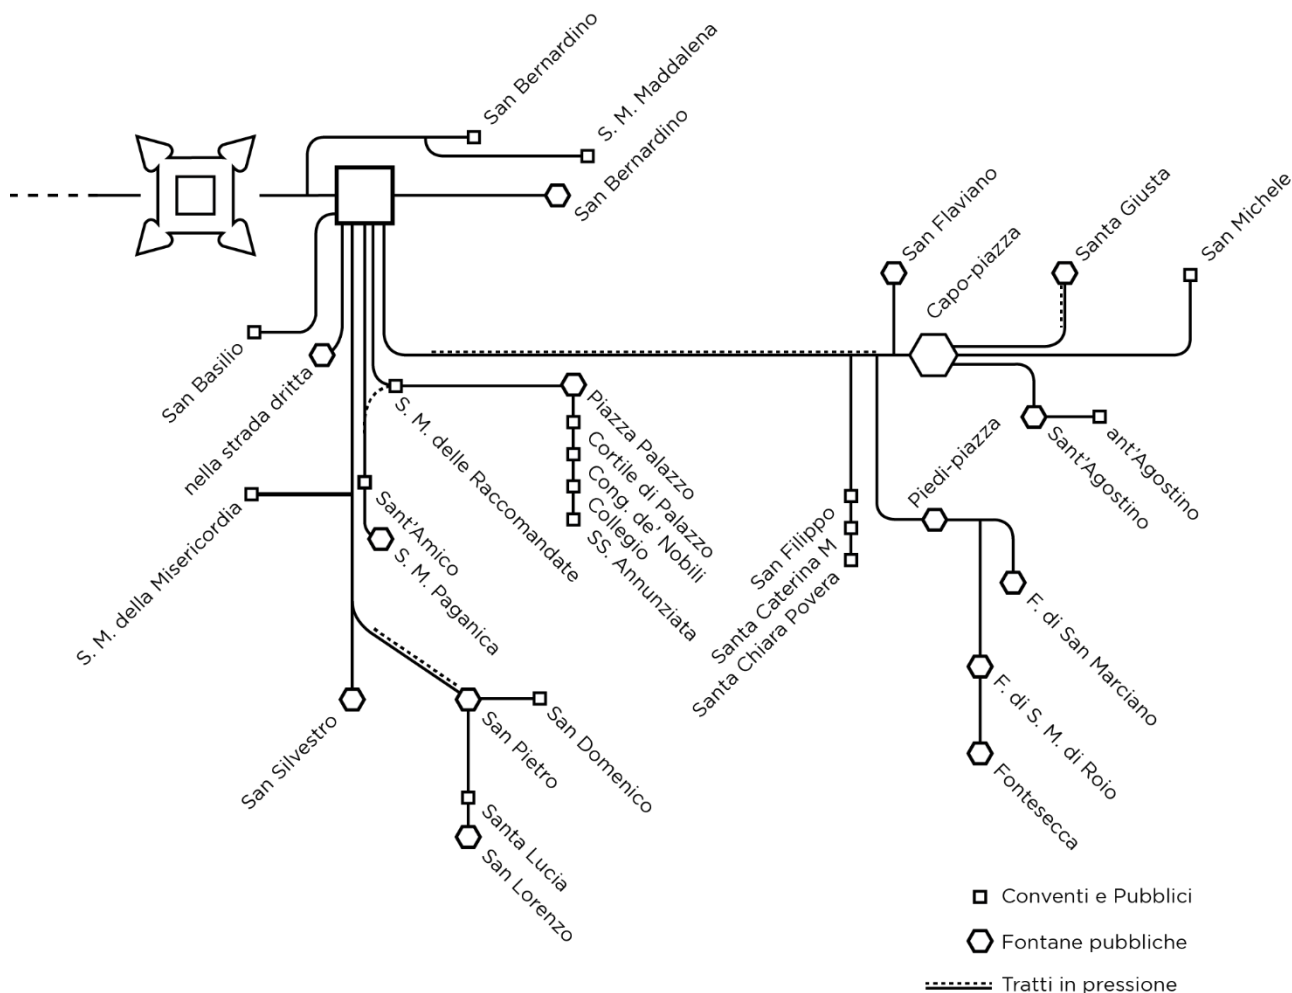 San Bernardino
S. M. Maddalena
San Bernardino
San Flaviano
Capo-piazza
Santa Giusta
San Michele
San Basilio
nella strada dritta
S. M. delle Raccomandate
Piazza Palazzo
Cortile di Palazzo
Cong. de' Nobili
Collegio
SS. Annunziata
Sant'Agostino
ant'Agostino
Piedi-piazza
S. M. della Misericordia
Sant'Amico
S. M. Paganica
San Filippo
Santa Caterina M
Santa Chiara Povera
F. di San Marciano
F. di S. M. di Roio
Fontesecca
San Silvestro
San Pietro
San Domenico
Santa Lucia
San Lorenzo
Conventi e Pubblici
Fontane pubbliche
Tratti in pressione